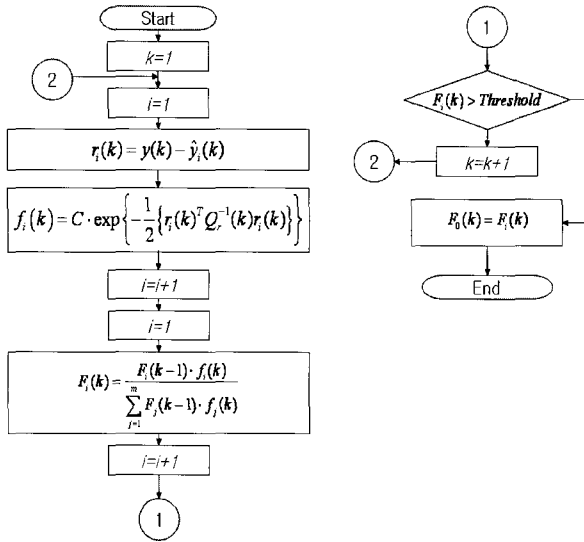 Start
k=1
2
i=1
r_i(k) = y(k) − ŷ_i(k)
f_i(k) = C · exp{−1/2{r_i(k)^T Q_r^{-1}(k) r_i(k)}}
i=i+1
i=1
F_i(k) = F_i(k−1) · f_i(k) / ∑_{j=1}^{m} F_j(k−1) · f_j(k)
i=i+1
1
1
F_i(k) > Threshold
2
k=k+1
F_0(k) = F_i(k)
End